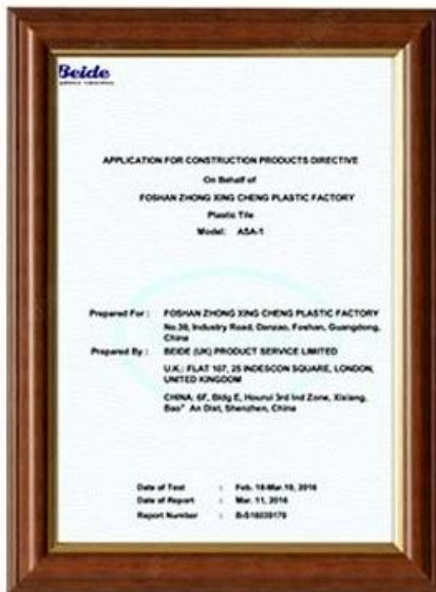 Beide
APPLICATION FOR CONSTRUCTION PRODUCTS DIRECTIVE
On Behalf of
FOSHAN ZHONG XING CHENG PLASTIC FACTORY
Plastic Tile
Model: ASA-1
Prepared For : FOSHAN ZHONG XING CHENG PLASTIC FACTORY
No.30, Industry Road, Danzao, Foshan, Guangdong,
China
Prepared By : BEIDE (UK) PRODUCT SERVICE LIMITED
U.K.: FLAT 107, 25 INDESCON SQUARE, LONDON,
UNITED KINGDOM
CHINA: 6F, Bldg E, Hourui 3rd Ind Zone, Xixiang,
Bao" An Dist, Shenzhen, China
Date of Test : Feb. 18-Mar.10, 2016
Date of Report : Mar. 11, 2016
Report Number :